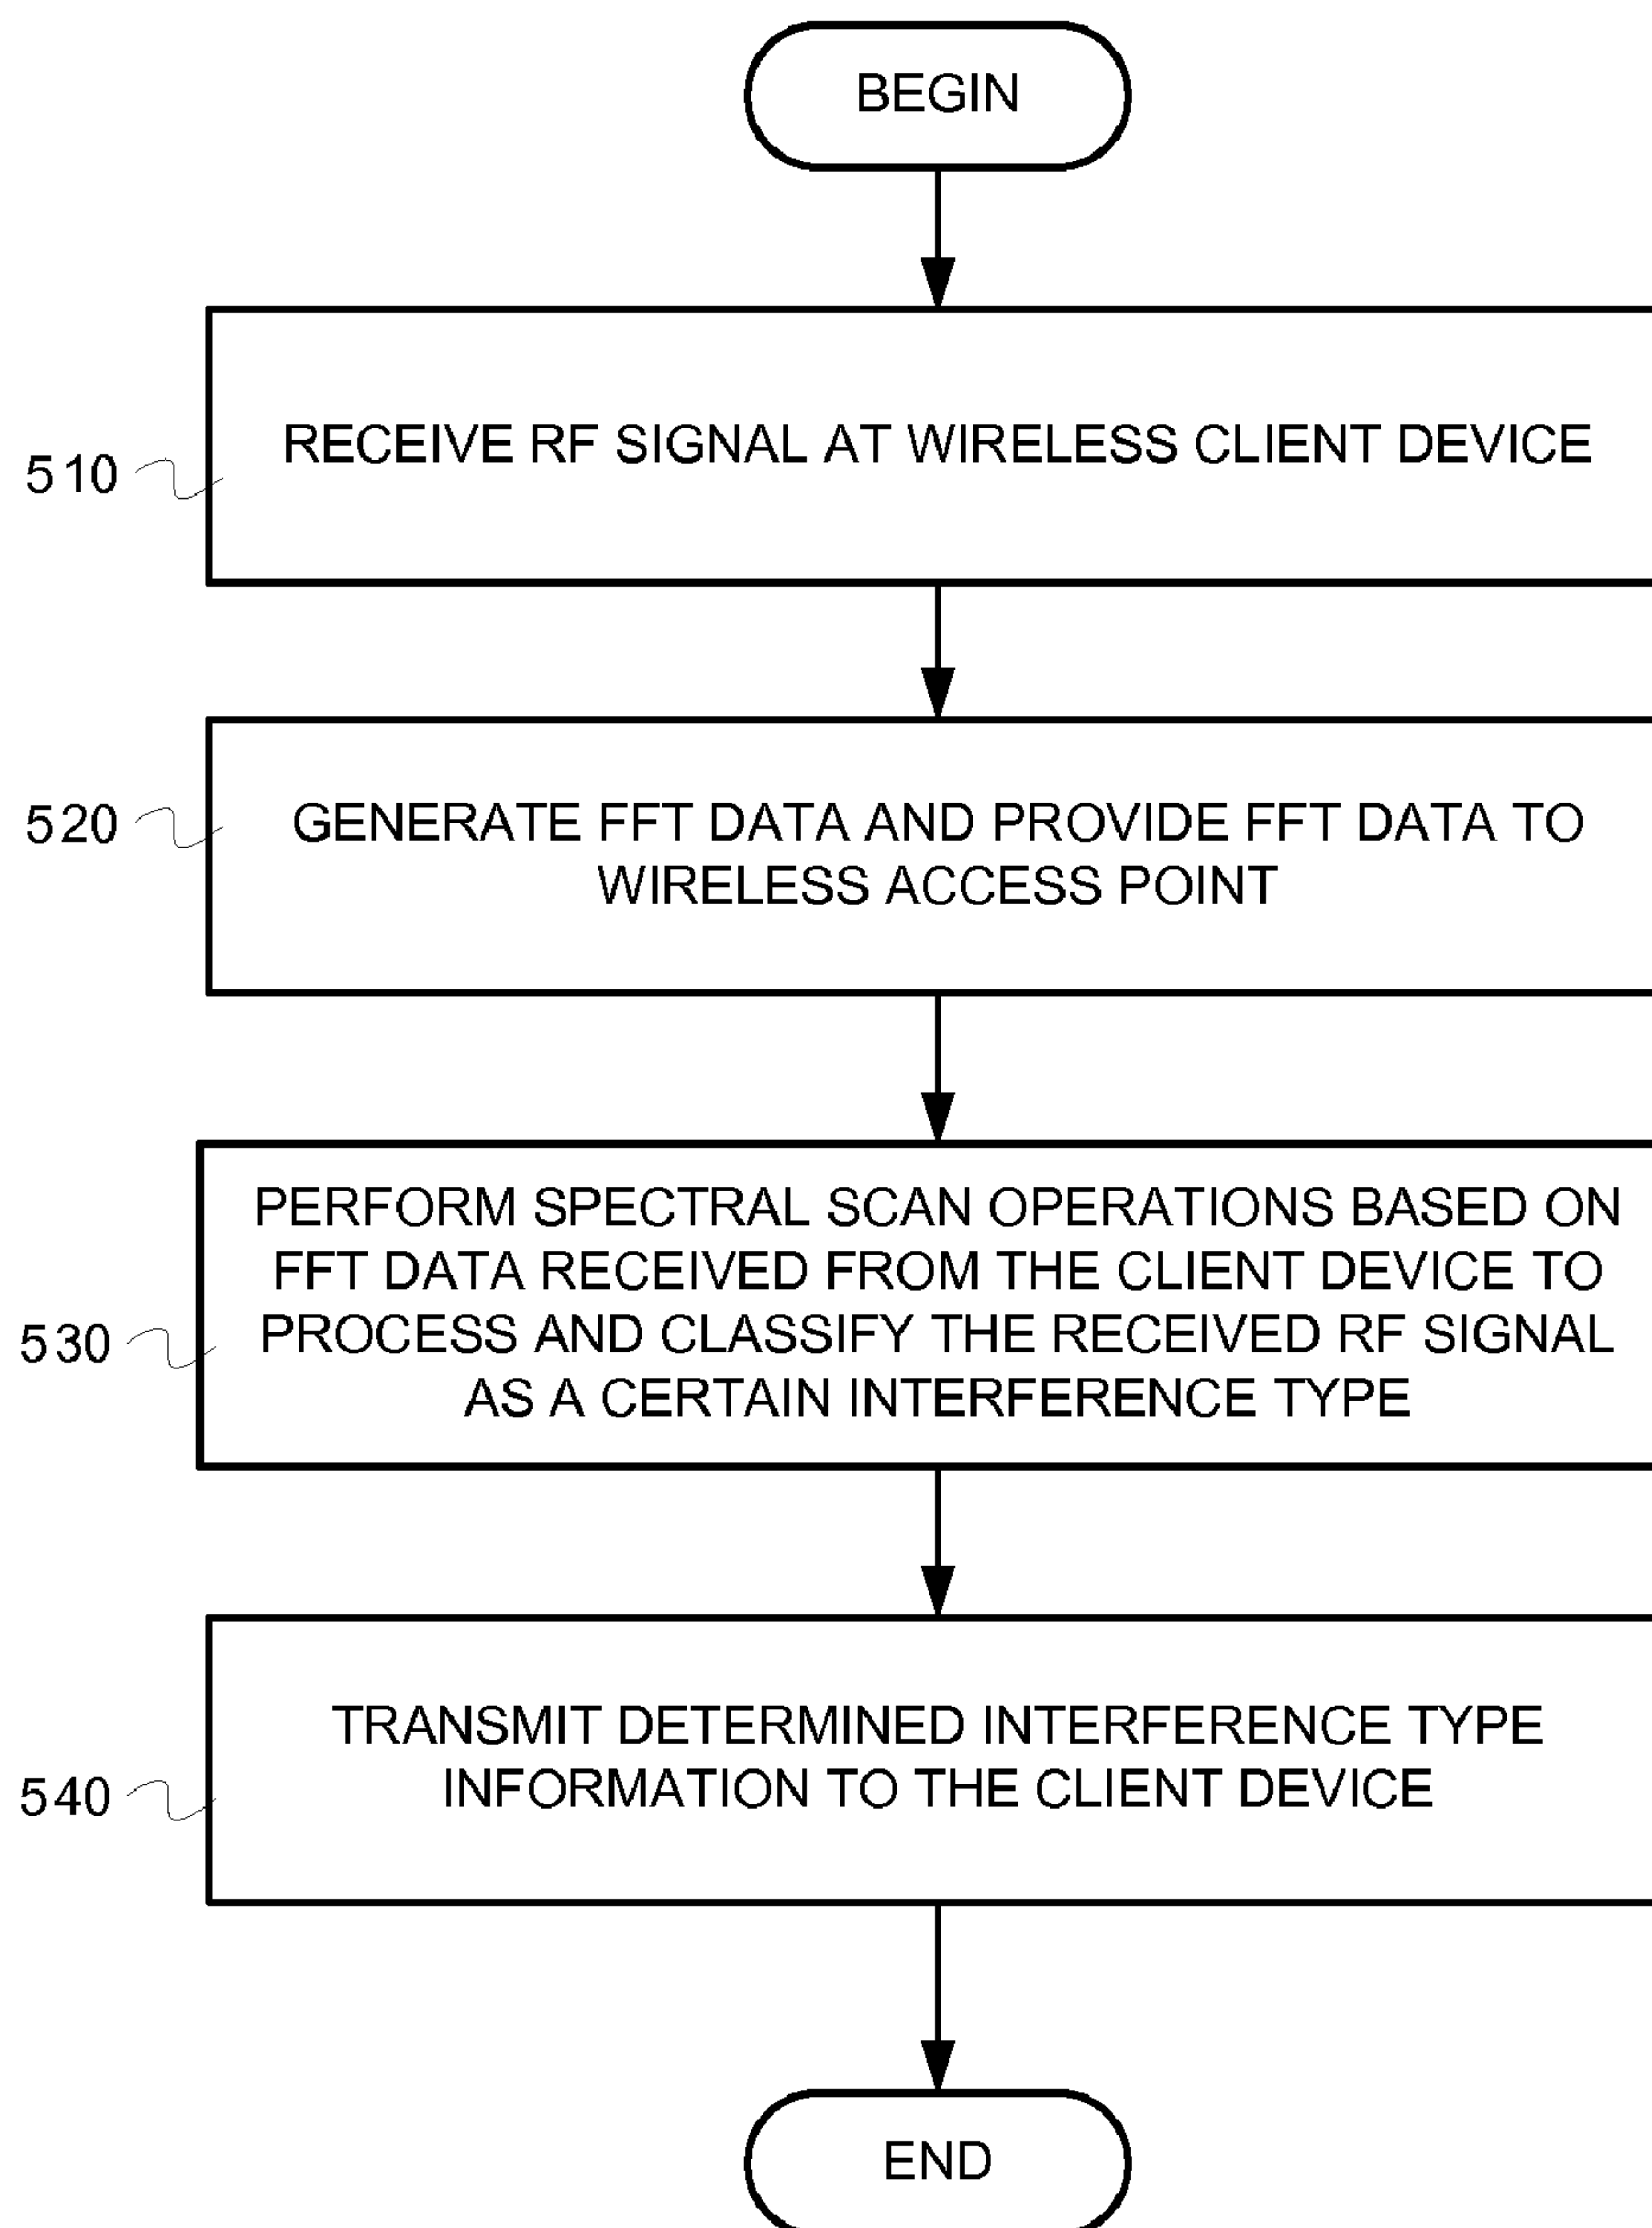 BEGIN
RECEIVE RF SIGNAL AT WIRELESS CLIENT DEVICE
510
GENERATE FFT DATA AND PROVIDE FFT DATA TO
WIRELESS ACCESS POINT
520
PERFORM SPECTRAL SCAN OPERATIONS BASED ON
FFT DATA RECEIVED FROM THE CLIENT DEVICE TO
PROCESS AND CLASSIFY THE RECEIVED RF SIGNAL
AS A CERTAIN INTERFERENCE TYPE
530
TRANSMIT DETERMINED INTERFERENCE TYPE
INFORMATION TO THE CLIENT DEVICE
540
END